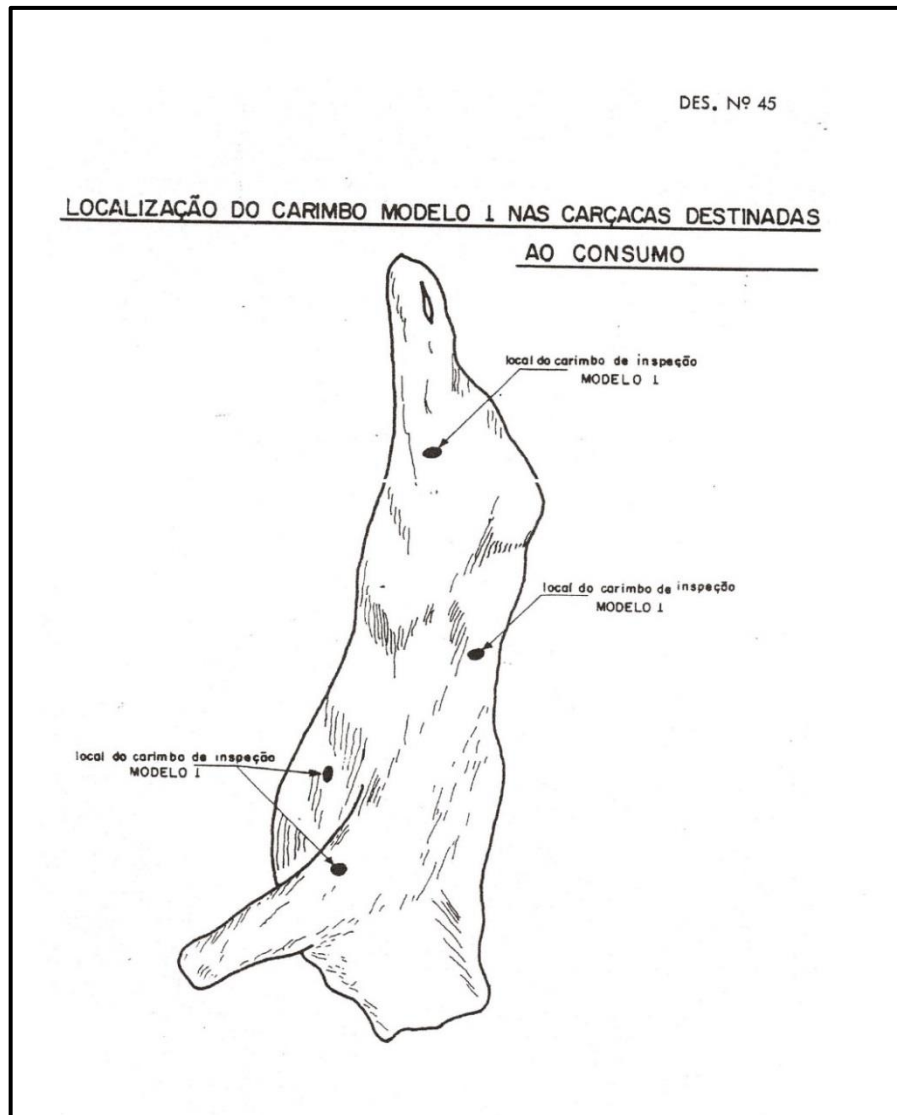 DES. Nº 45
LOCALIZAÇÃO DO CARIMBO MODELO 1 NAS CARÇACAS DESTINADAS
AO CONSUMO
local do carimbo de inspeção
MODELO 1
local do carimbo de inspeção
MODELO 1
local do carimbo de inspeção
MODELO 1